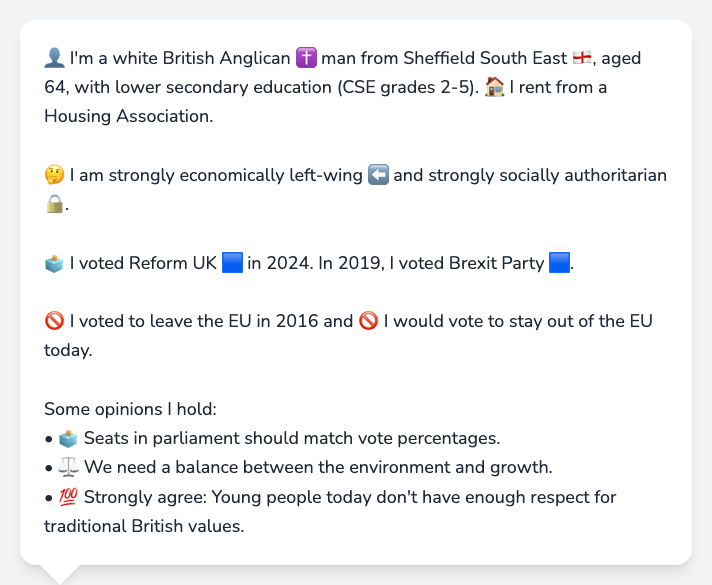 👤 I'm a white British Anglican ✝️ man from Sheffield South East 🏴󠁧󠁢󠁥󠁮󠁧󠁿, aged
64, with lower secondary education (CSE grades 2-5). 🏠 I rent from a
Housing Association.
🤔 I am strongly economically left-wing ⬅️ and strongly socially authoritarian
🔒.
🗳️ I voted Reform UK 🟦 in 2024. In 2019, I voted Brexit Party 🟦.
🚫 I voted to leave the EU in 2016 and 🚫 I would vote to stay out of the EU
today.
Some opinions I hold:
• 🗳️ Seats in parliament should match vote percentages.
• ⚖️ We need a balance between the environment and growth.
• 💯 Strongly agree: Young people today don't have enough respect for
traditional British values.